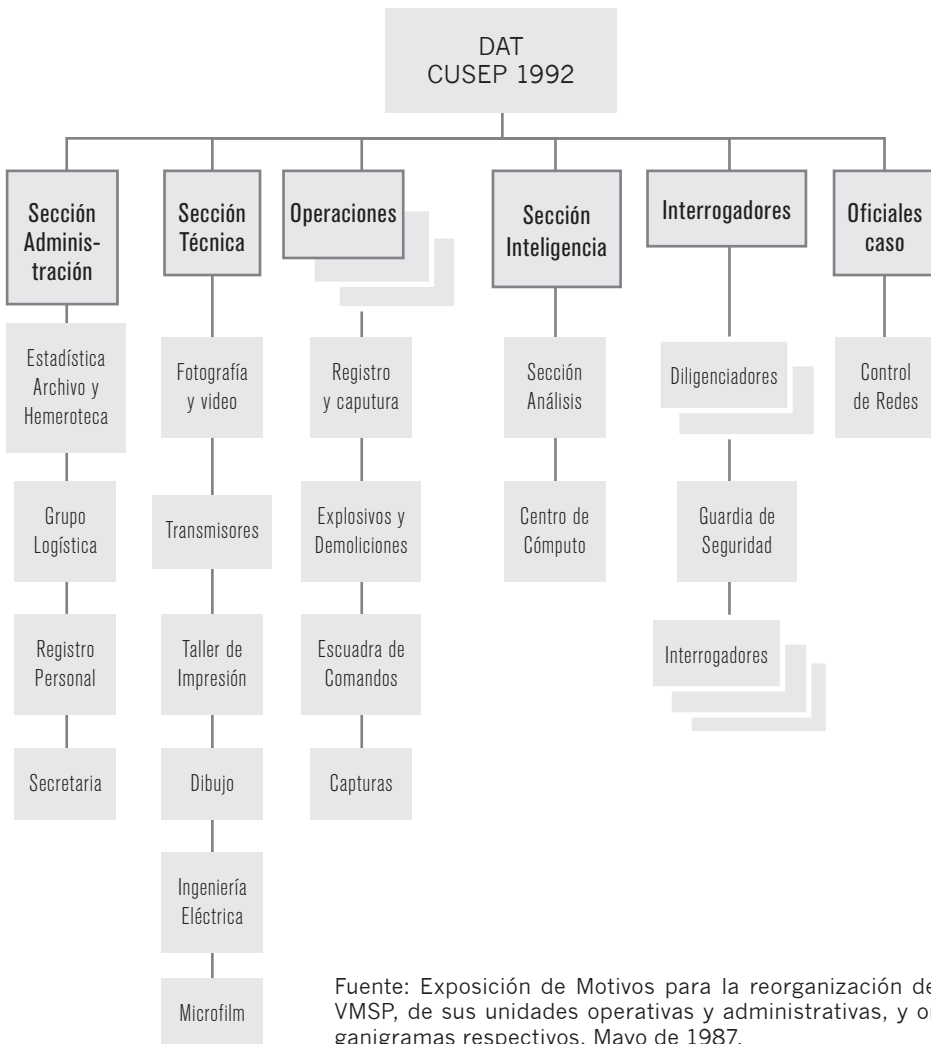 DAT
CUSEP 1992
Sección
Adminis-
tración
Sección
Técnica
Operaciones
Sección
Inteligencia
Interrogadores
Oficiales
caso
Estadística
Archivo y
Hemeroteca
Fotografía
y video
Registro
y caputura
Sección
Análisis
Diligenciadores
Control
de Redes
Grupo
Logística
Transmisores
Explosivos y
Demoliciones
Centro de
Cómputo
Guardia de
Seguridad
Registro
Personal
Taller de
Impresión
Escuadra de
Comandos
Interrogadores
Secretaria
Dibujo
Capturas
Ingeniería
Eléctrica
Microfilm
Fuente: Exposición de Motivos para la reorganización de
VMSP, de sus unidades operativas y administrativas, y o
ganigramas respectivos. Mayo de 1987.